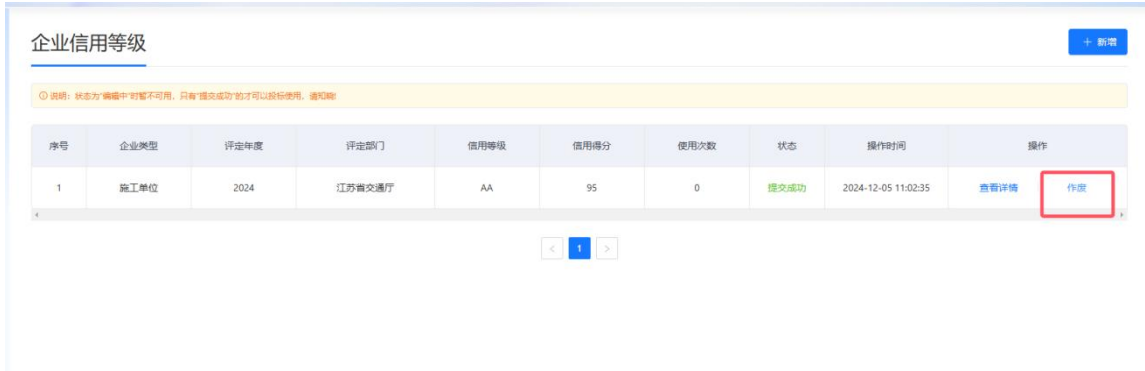 企业信用等级
+ 新增
说明：状态为"编辑中"时暂不可用，只有"提交成功"的才可以投标使用，请知晓!
序号 企业类型 评定年度 评定部门 信用等级 信用得分 使用次数 状态 操作时间 操作
1 施工单位 2024 江苏省交通厅 AA 95 0 提交成功 2024-12-05 11:02:35 查看详情 作废
< 1 >